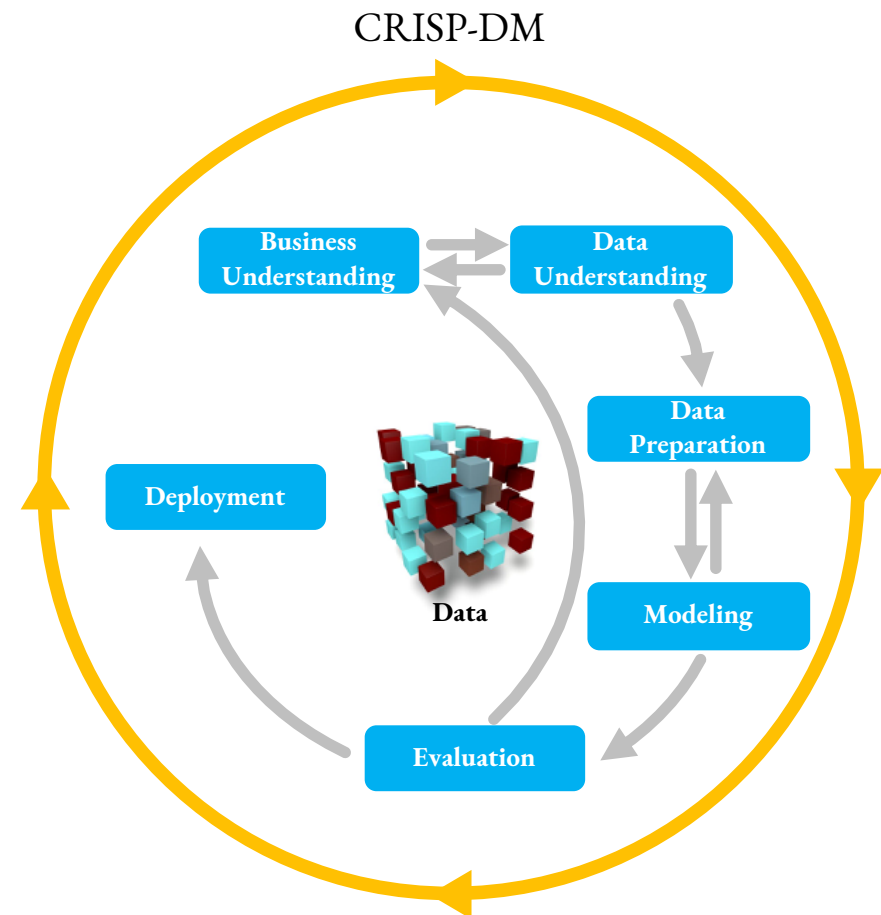 CRISP-DM
Business
Understanding
Data
Understanding
Data
Preparation
Deployment
Data
Modeling
Evaluation